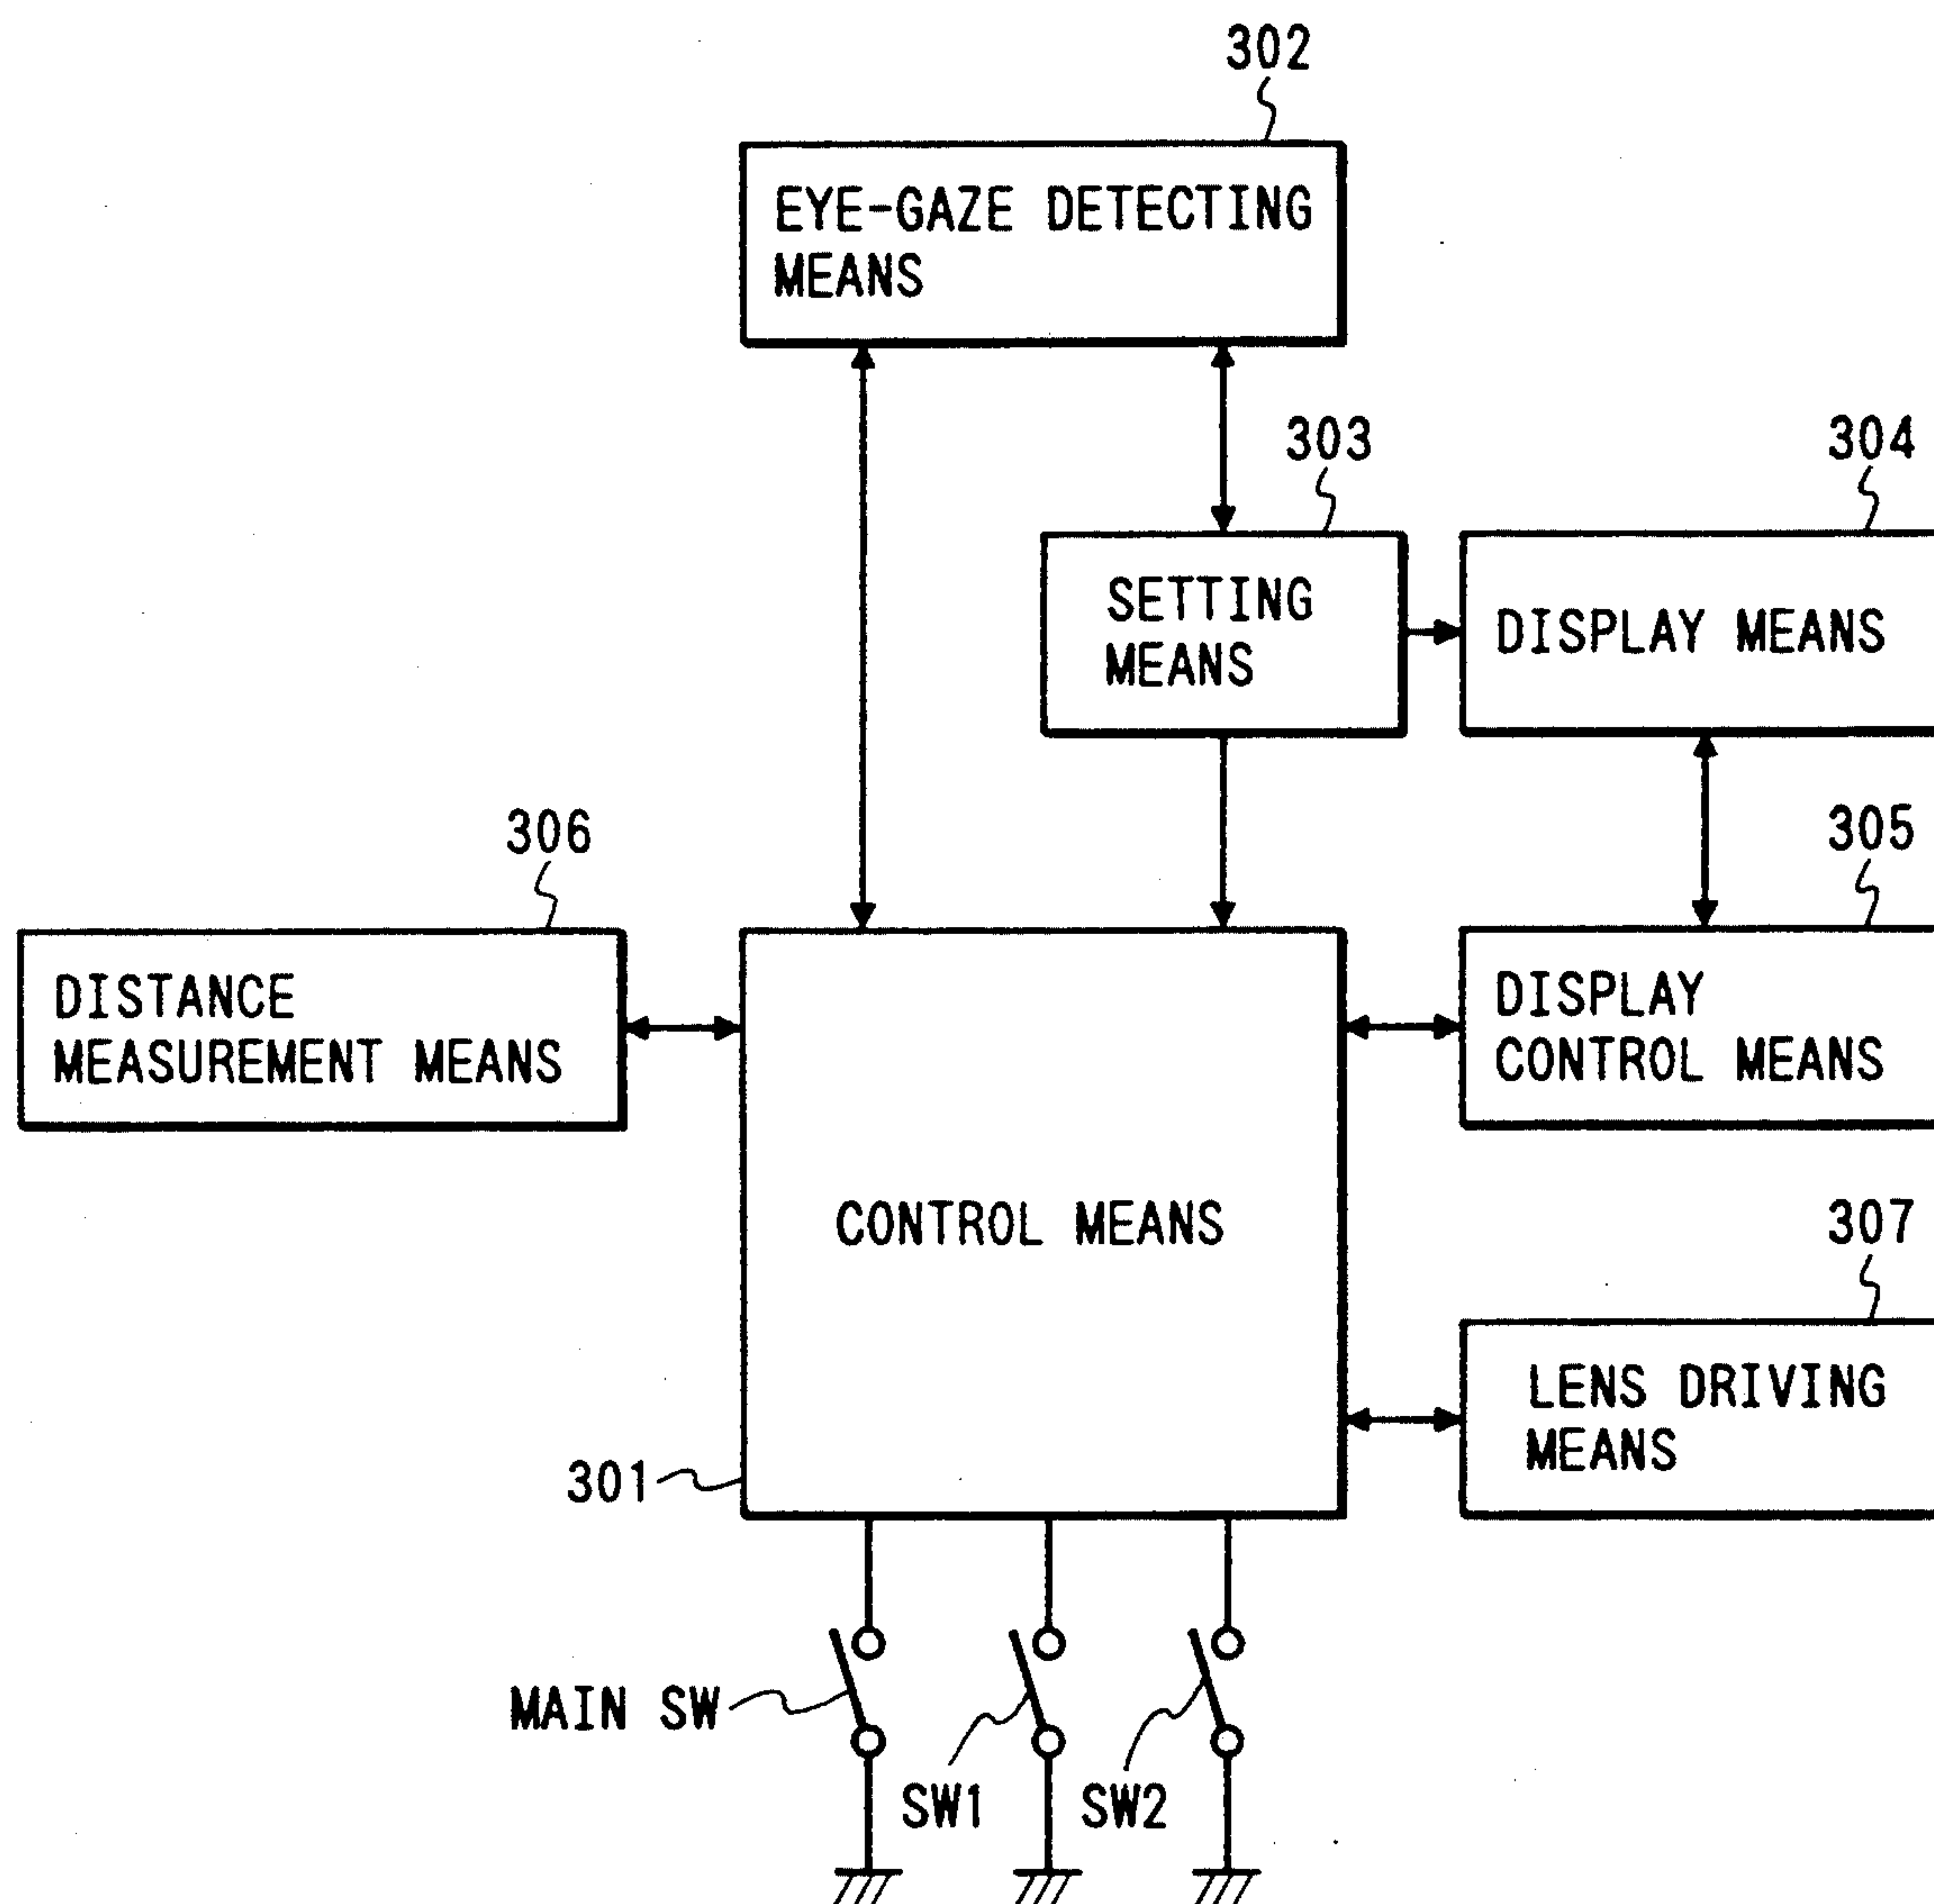 302
EYE-GAZE DETECTING
MEANS
303
304
SETTING
MEANS
DISPLAY MEANS
306
305
DISTANCE
MEASUREMENT MEANS
DISPLAY
CONTROL MEANS
CONTROL MEANS
307
LENS DRIVING
MEANS
301
MAIN SW
SW1
SW2